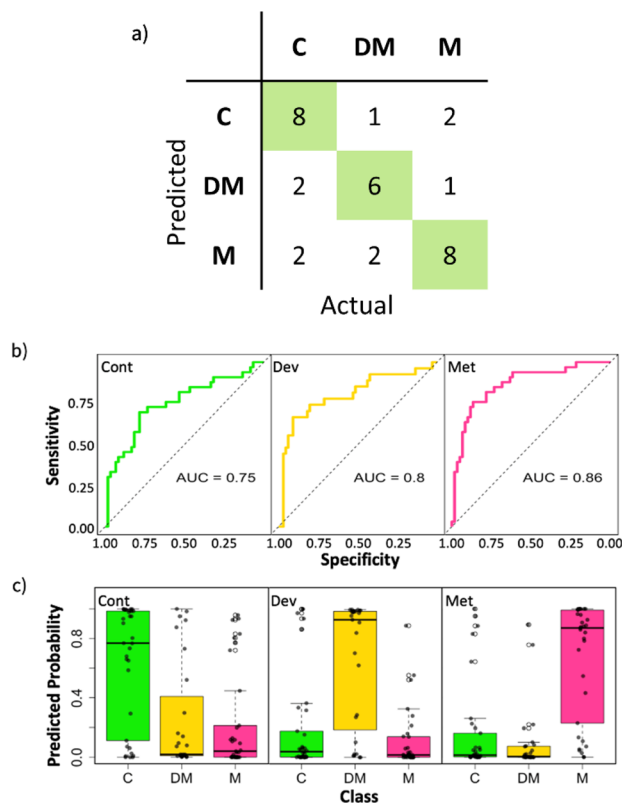 a)
C DM M
C 8 1 2
DM 2 6 1
M 2 2 8
Predicted
Actual
b)
Cont Dev Met
0.75
0.50
0.25
0.00
Sensitivity
AUC = 0.75 AUC = 0.8 AUC = 0.86
1.00 0.75 0.50 0.25 1.00 0.75 0.50 0.25 1.00 0.75 0.50 0.25 0.00
Specificity
c)
Cont Dev Met
0.8
0.4
0.0
Predicted Probability
C DM M C DM M C DM M
Class